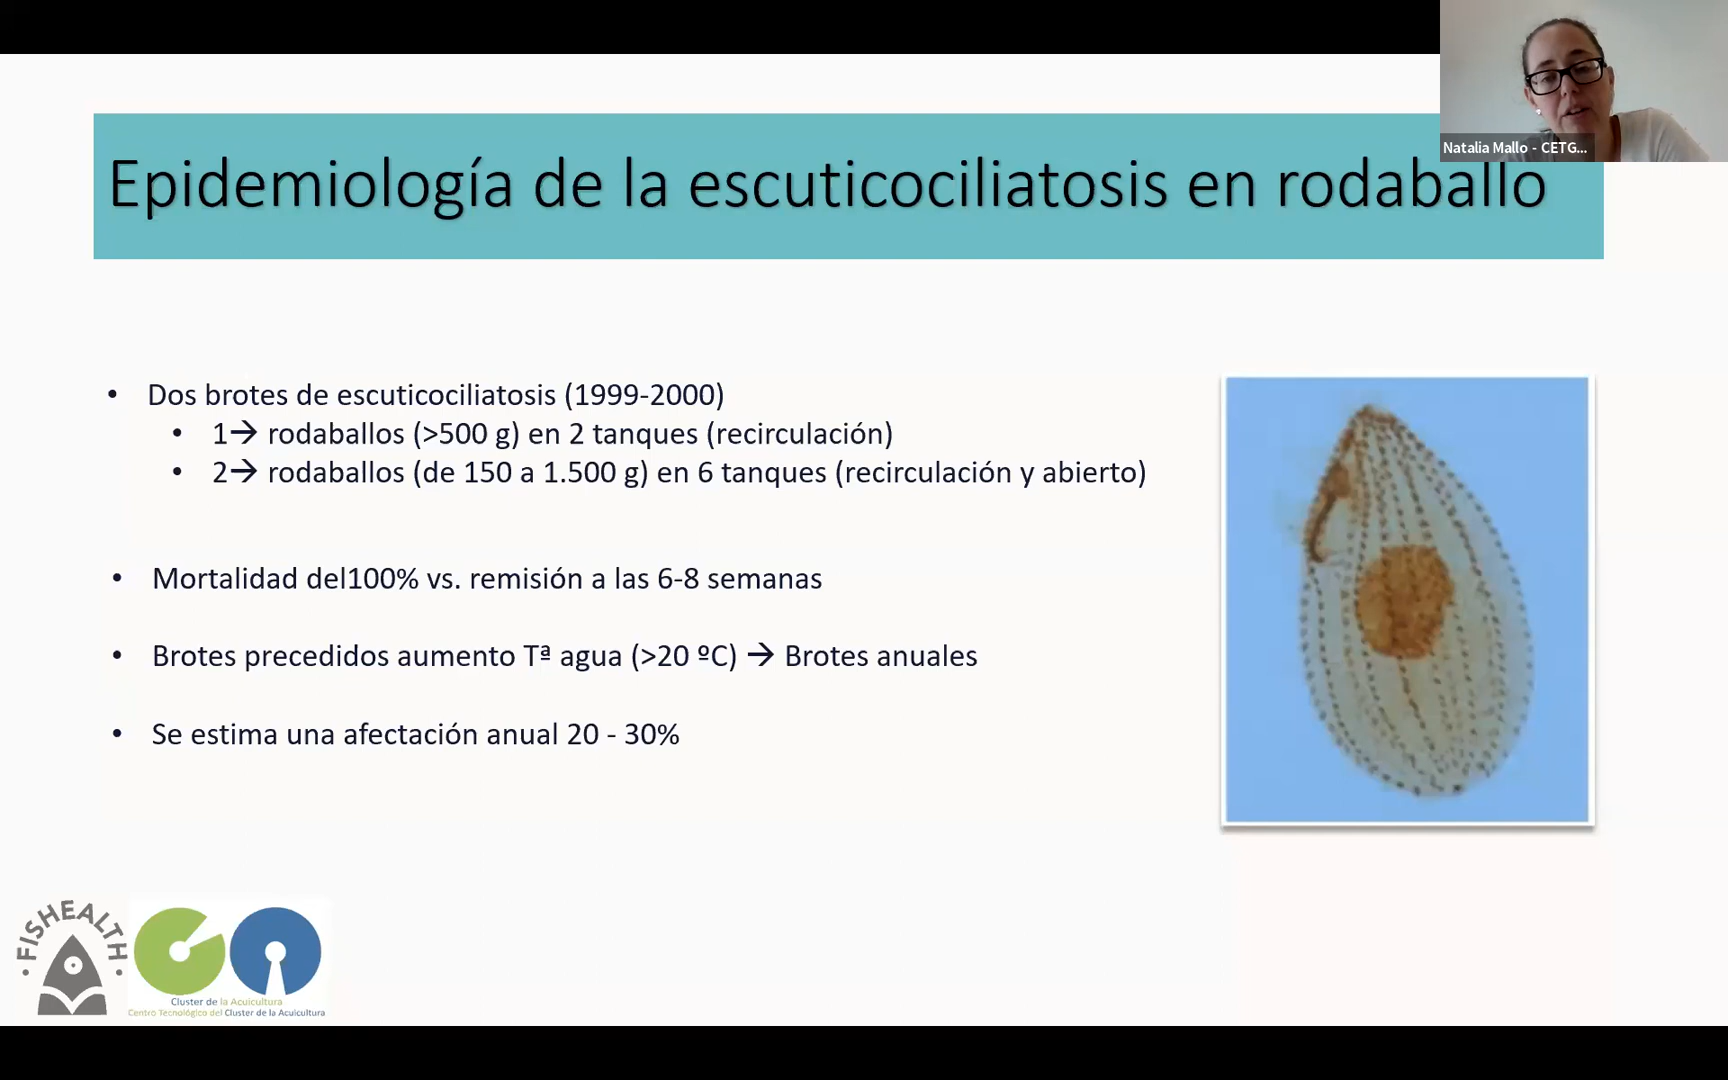 Natalia Mallo - CETG...
Epidemiología de la escuticociliatosis en rodaballo
• Dos brotes de escuticociliatosis (1999-2000)
• 1→ rodaballos (>500 g) en 2 tanques (recirculación)
• 2→ rodaballos (de 150 a 1.500 g) en 6 tanques (recirculación y abierto)
• Mortalidad del100% vs. remisión a las 6-8 semanas
• Brotes precedidos aumento Tª agua (>20 ºC) → Brotes anuales
• Se estima una afectación anual 20 - 30%
• FISHEALTH •
Cluster de la Acuicultura
Centro Tecnológico del Cluster de la Acuicultura